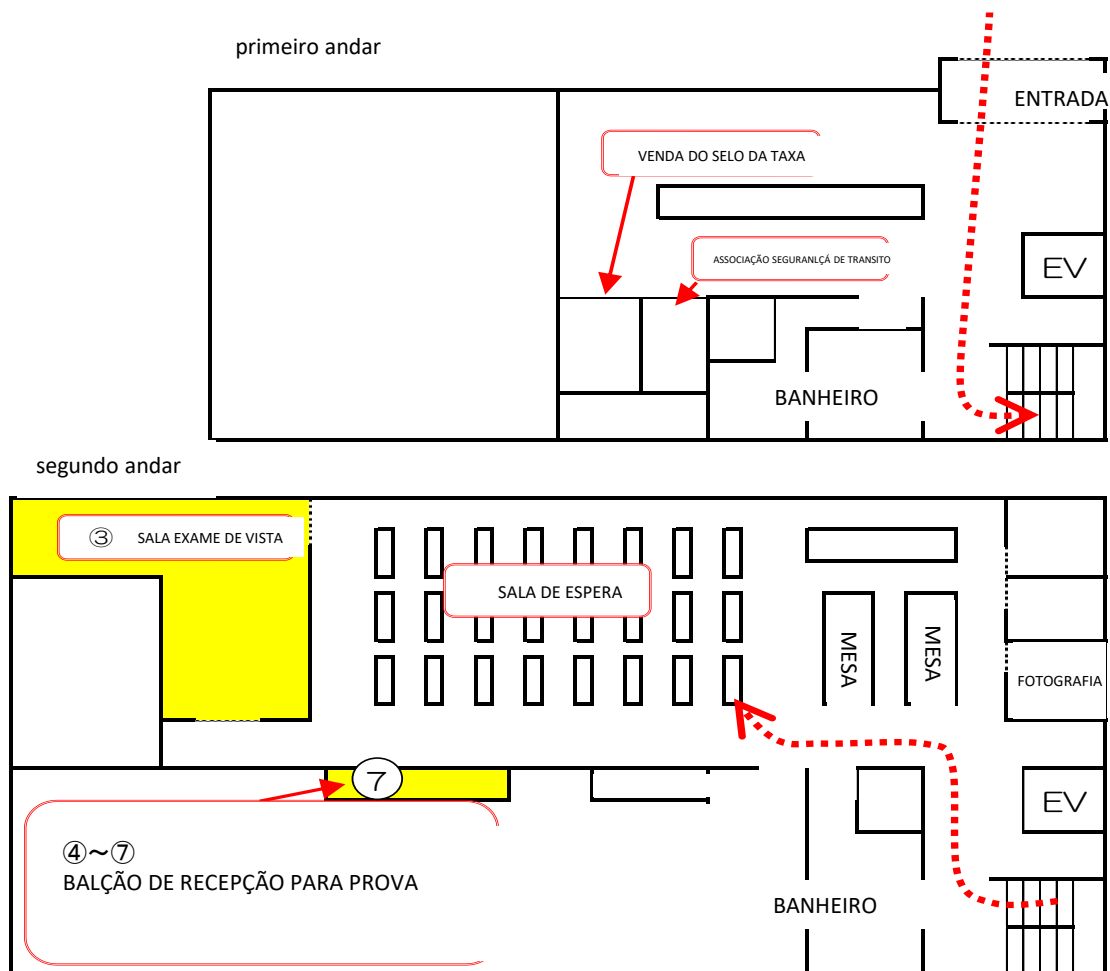 primeiro andar
ENTRADA
VENDA DO SELO DA TAXA
ASSOCIAÇÃO SEGURANLÇÁ DE TRANSITO
EV
BANHEIRO
segundo andar
③ SALA EXAME DE VISTA
SALA DE ESPERA
MESA
MESA
FOTOGRAFIA
⑦
EV
④～⑦
BALÇÃO DE RECEPÇÃO PARA PROVA
BANHEIRO